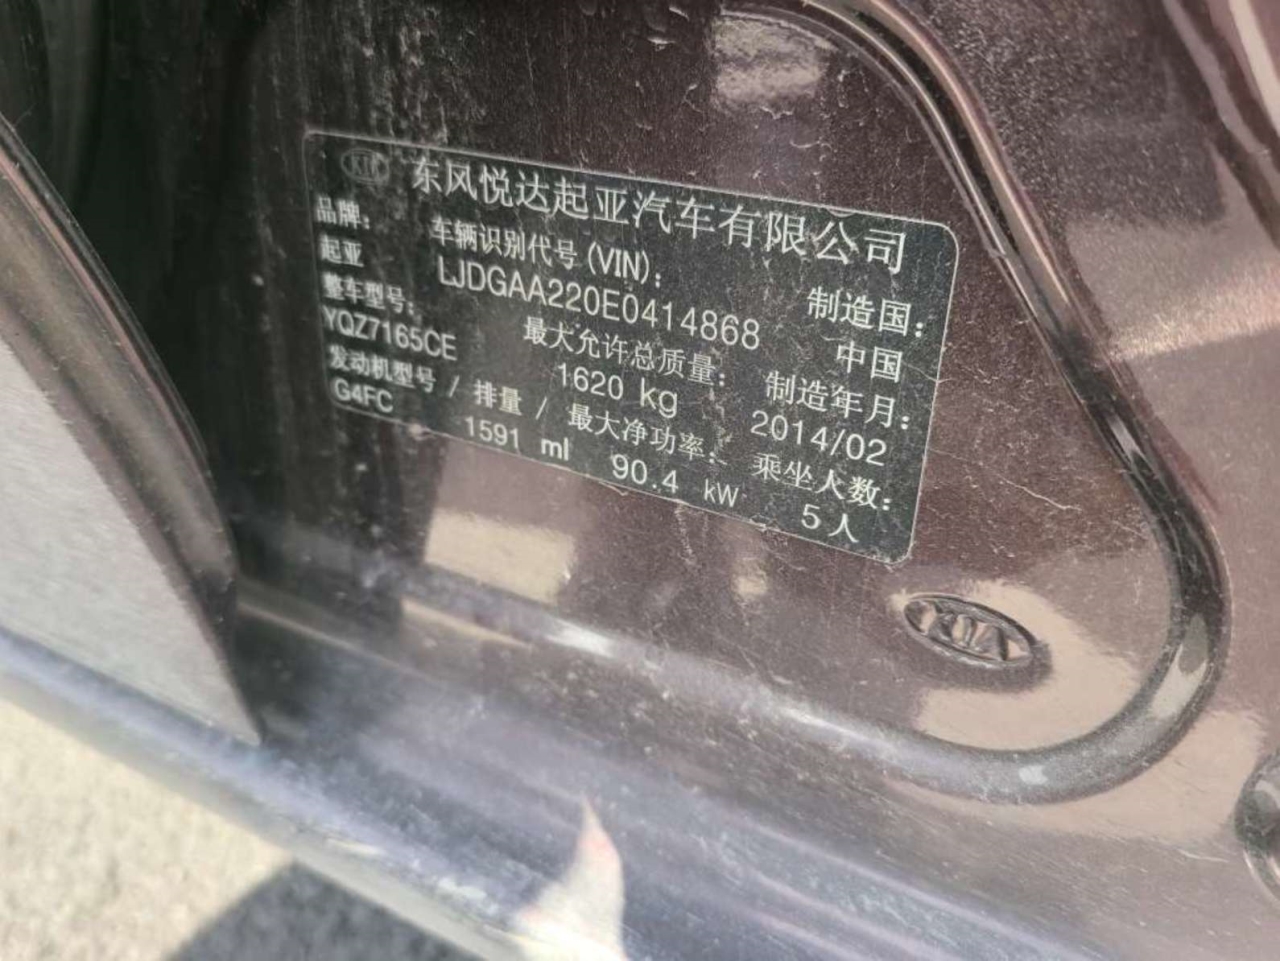 KIA 东风悦达起亚汽车有限公司
品牌： 车辆识别代号(VIN)： 制造国：
起亚 LJDGAA220E0414868 中国
整车型号： 最大允许总质量： 制造年月：
YQZ7165CE 1620 kg 2014/02
发动机型号 / 排量 / 最大净功率： 乘坐人数：
G4FC 1591 ml 90.4 kW 5人
KIA